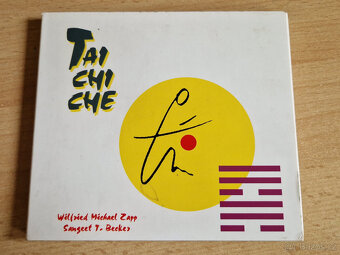 TAI
CHI
CHE
Wilfried Michael Zapp
Sangeet T. Becker